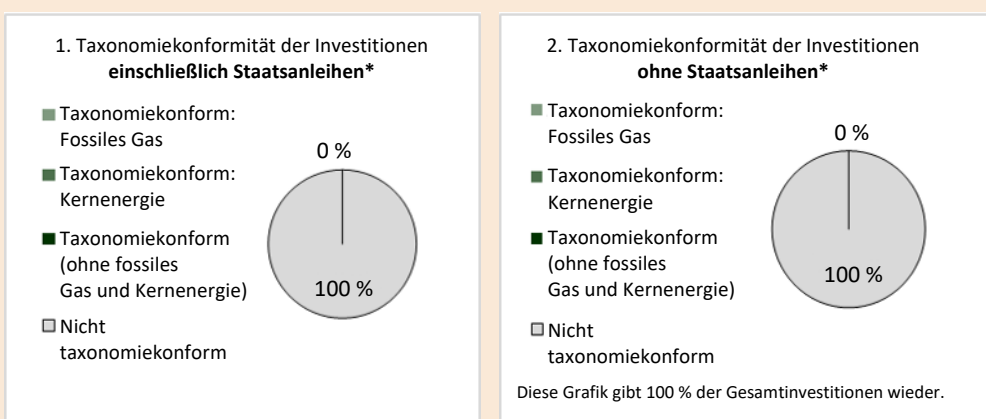 1. Taxonomiekonformität der Investitionen
einschließlich Staatsanleihen*
Taxonomiekonform:
Fossiles Gas
Taxonomiekonform:
Kernenergie
Taxonomiekonform
(ohne fossiles
Gas und Kernenergie)
Nicht
taxonomiekonform
0 %
100 %
2. Taxonomiekonformität der Investitionen
ohne Staatsanleihen*
Taxonomiekonform:
Fossiles Gas
Taxonomiekonform:
Kernenergie
Taxonomiekonform
(ohne fossiles
Gas und Kernenergie)
Nicht
taxonomiekonform
0 %
100 %
Diese Grafik gibt 100 % der Gesamtinvestitionen wieder.